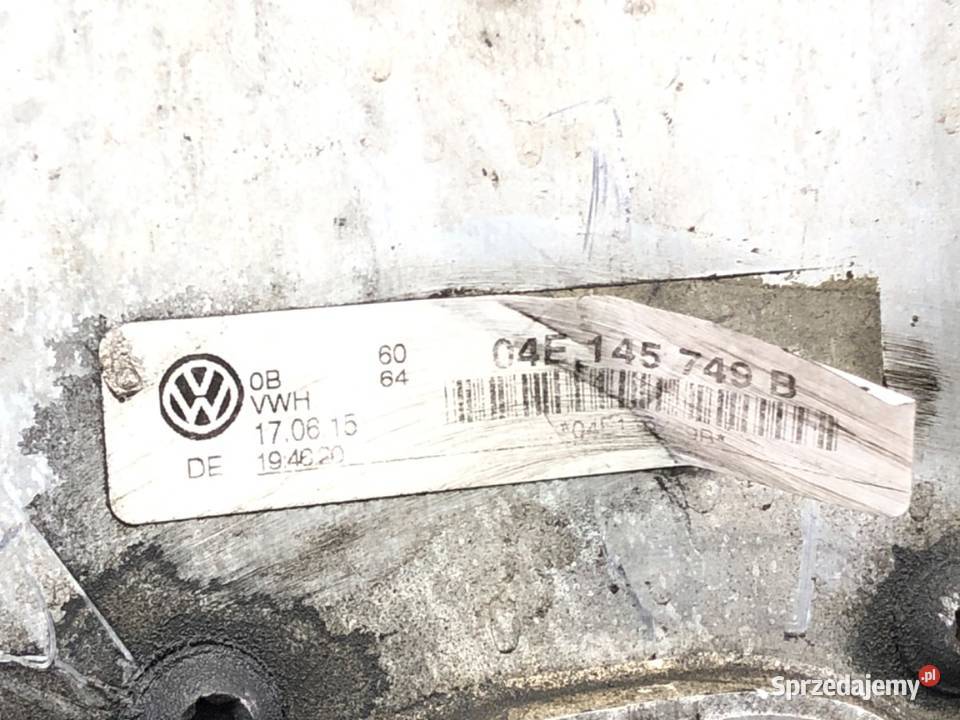 0B 60
VWH 64
17.06.15
DE 19:46:20
04E 145 749 B
Sprzedajemy.pl